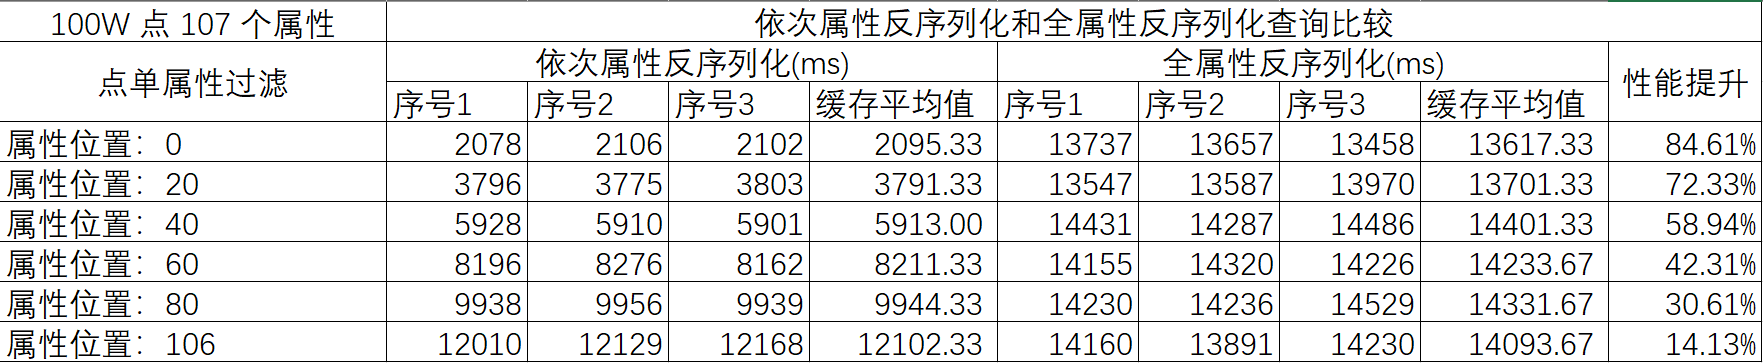 100W 点 107 个属性 依次属性反序列化和全属性反序列化查询比较
点单属性过滤 依次属性反序列化(ms) 全属性反序列化(ms) 性能提升
序号1 序号2 序号3 缓存平均值 序号1 序号2 序号3 缓存平均值
属性位置：0 2078 2106 2102 2095.33 13737 13657 13458 13617.33 84.61%
属性位置：20 3796 3775 3803 3791.33 13547 13587 13970 13701.33 72.33%
属性位置：40 5928 5910 5901 5913.00 14431 14287 14486 14401.33 58.94%
属性位置：60 8196 8276 8162 8211.33 14155 14320 14226 14233.67 42.31%
属性位置：80 9938 9956 9939 9944.33 14230 14236 14529 14331.67 30.61%
属性位置：106 12010 12129 12168 12102.33 14160 13891 14230 14093.67 14.13%